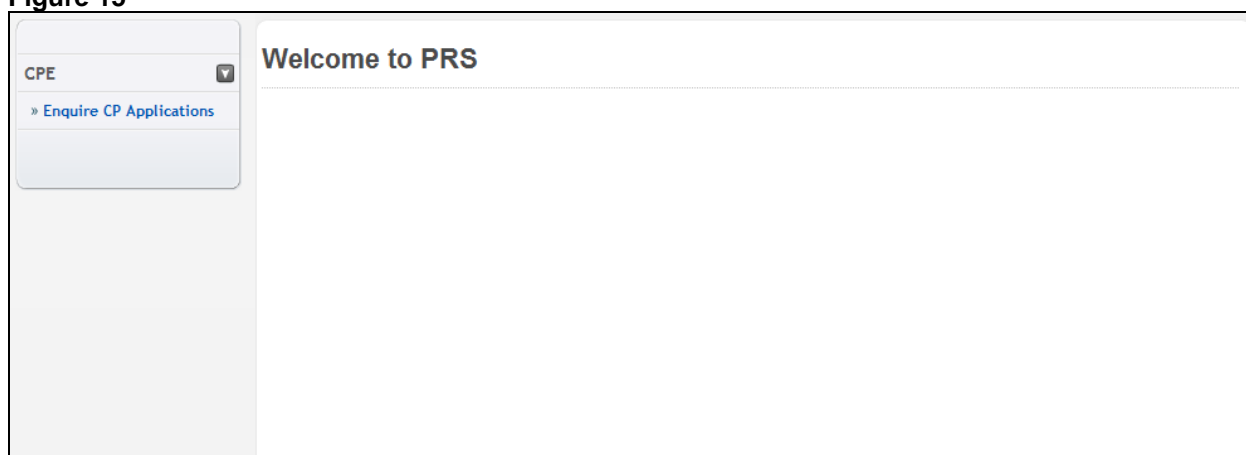 Figure 15
CPE
Welcome to PRS
» Enquire CP Applications